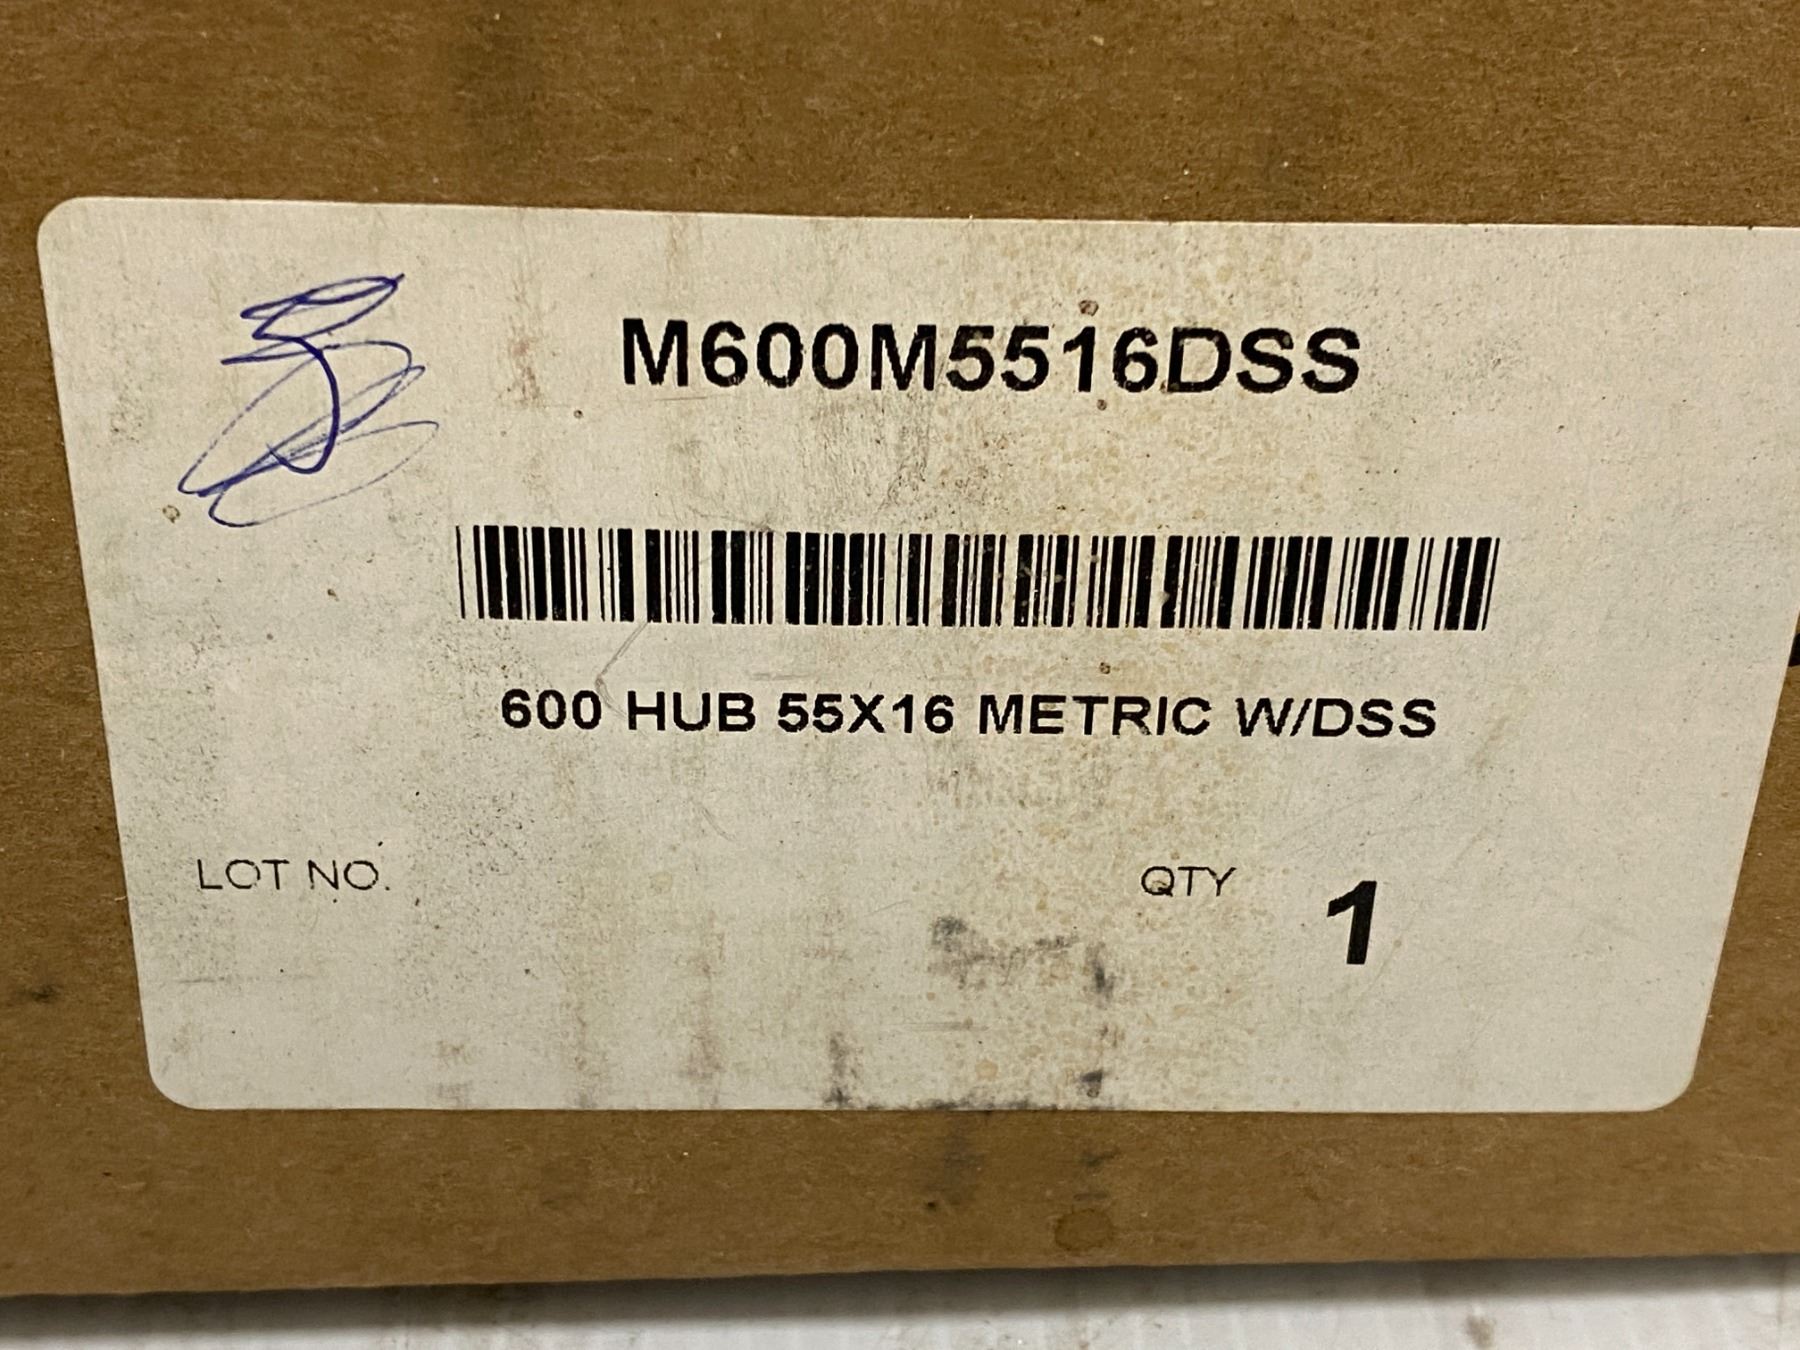 M600M5516DSS
600 HUB 55X16 METRIC W/DSS
LOT NO.
QTY 1